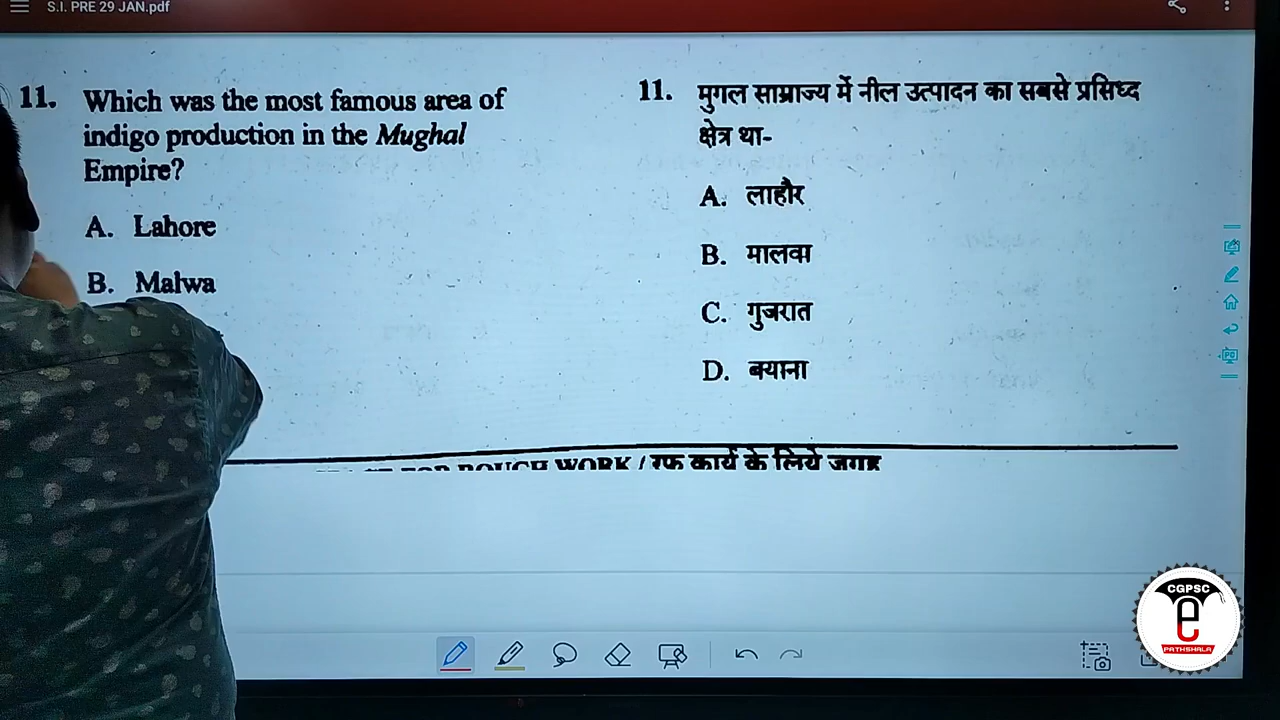 S.I. PRE 29 JAN.pdf
11. Which was the most famous area of
indigo production in the Mughal
Empire?
A. Lahore
B. Malwa
11. मुगल साम्राज्य में नील उत्पादन का सबसे प्रसिध्द
क्षेत्र था-
A. लाहौर
B. मालवा
C. गुजरात
D. बयाना
FOR ROUGH WORK / रफ कार्य के लिये जगह
CGPSC
e
PATHSHALA